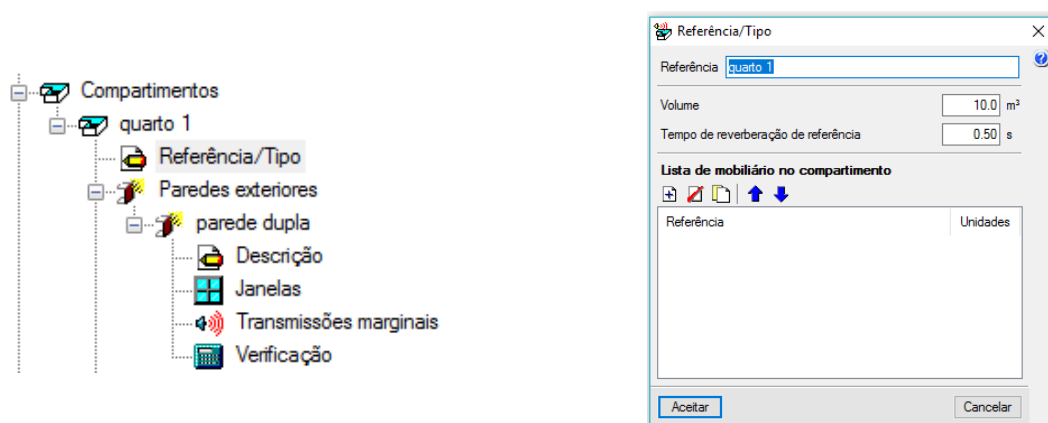 Compartimentos
quarto 1
Referência/Tipo
Paredes exteriores
parede dupla
Descrição
Janelas
Transmissões marginais
Verificação
Referência/Tipo
Referência quarto 1
Volume 10.0 m³
Tempo de reverberação de referência 0.50 s
Lista de mobiliário no compartimento
Referência Unidades
Aceitar Cancelar